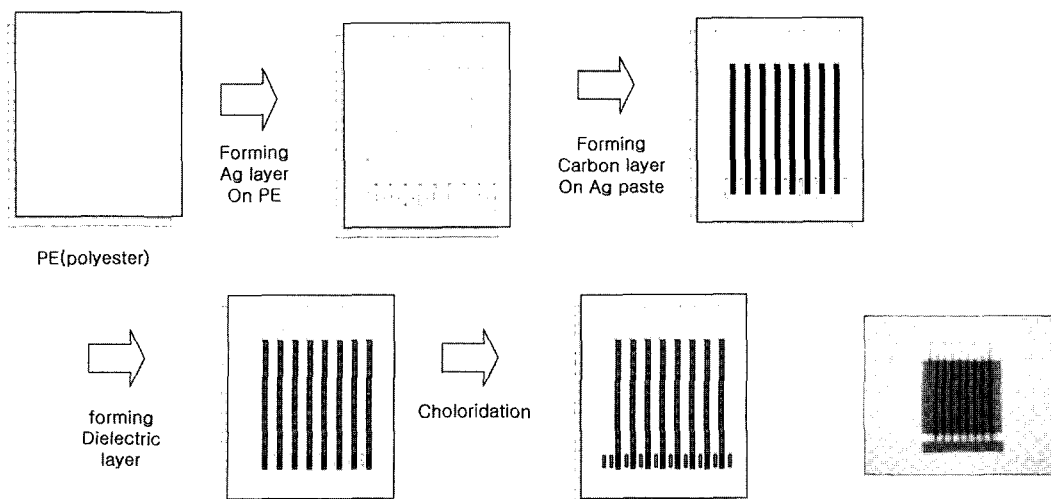 Forming
Ag layer
On PE
Forming
Carbon layer
On Ag paste
PE(polyester)
forming
Dielectric
layer
Choloridation